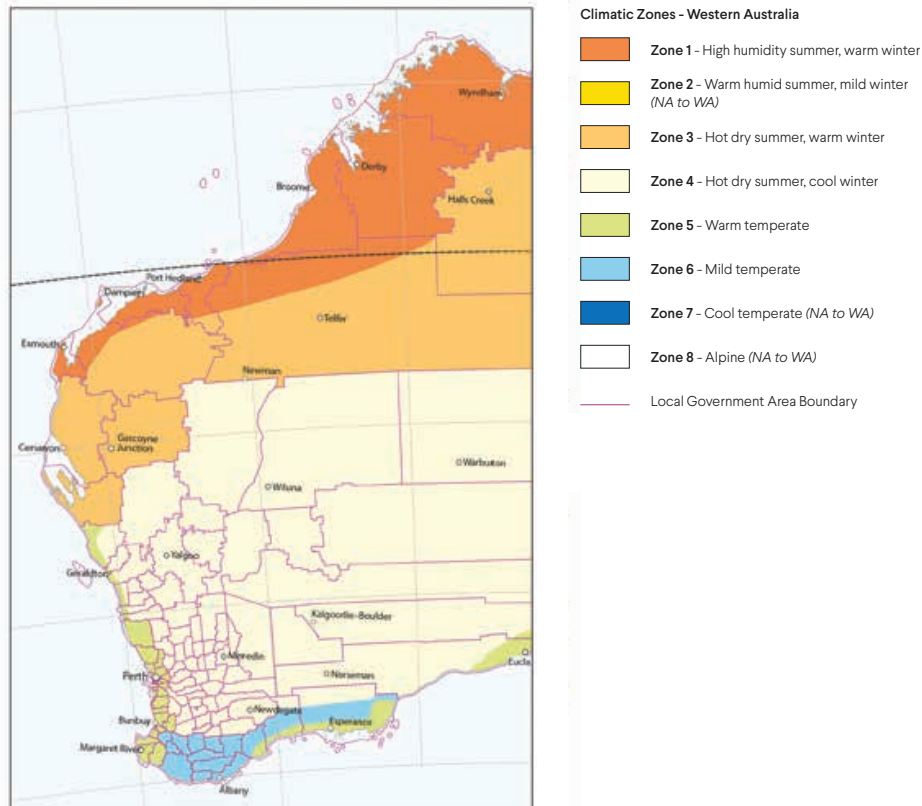 Climatic Zones - Western Australia
Zone 1 - High humidity summer, warm winter
Zone 2 - Warm humid summer, mild winter
(NA to WA)
Zone 3 - Hot dry summer, warm winter
Zone 4 - Hot dry summer, cool winter
Zone 5 - Warm temperate
Zone 6 - Mild temperate
Zone 7 - Cool temperate (NA to WA)
Zone 8 - Alpine (NA to WA)
Local Government Area Boundary
Wyndham
Derby
Broome
Halls Creek
Port Hedland
Dampier
Telfer
Exmouth
Newman
Carnarvon
Gascoyne
Junction
Warburton
Wiluna
Yalgoo
Geraldton
Kalgoorlie-Boulder
Merredin
Eucla
Perth
Norseman
Newdegate
Bunbuy
Esperance
Margaret River
Albany